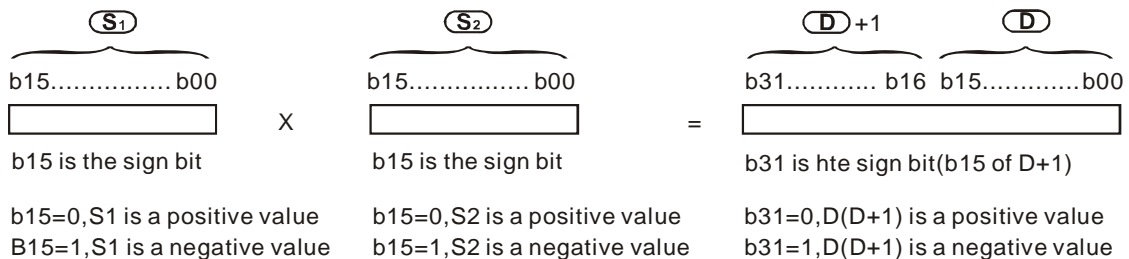 S1 S2 D +1 D
b15................ b00 b15................ b00 b31............ b16 b15.............b00
X =
b15 is the sign bit b15 is the sign bit b31 is hte sign bit(b15 of D+1)
b15=0,S1 is a positive value b15=0,S2 is a positive value b31=0,D(D+1) is a positive value
B15=1,S1 is a negative value b15=1,S2 is a negative value b31=1,D(D+1) is a negative value